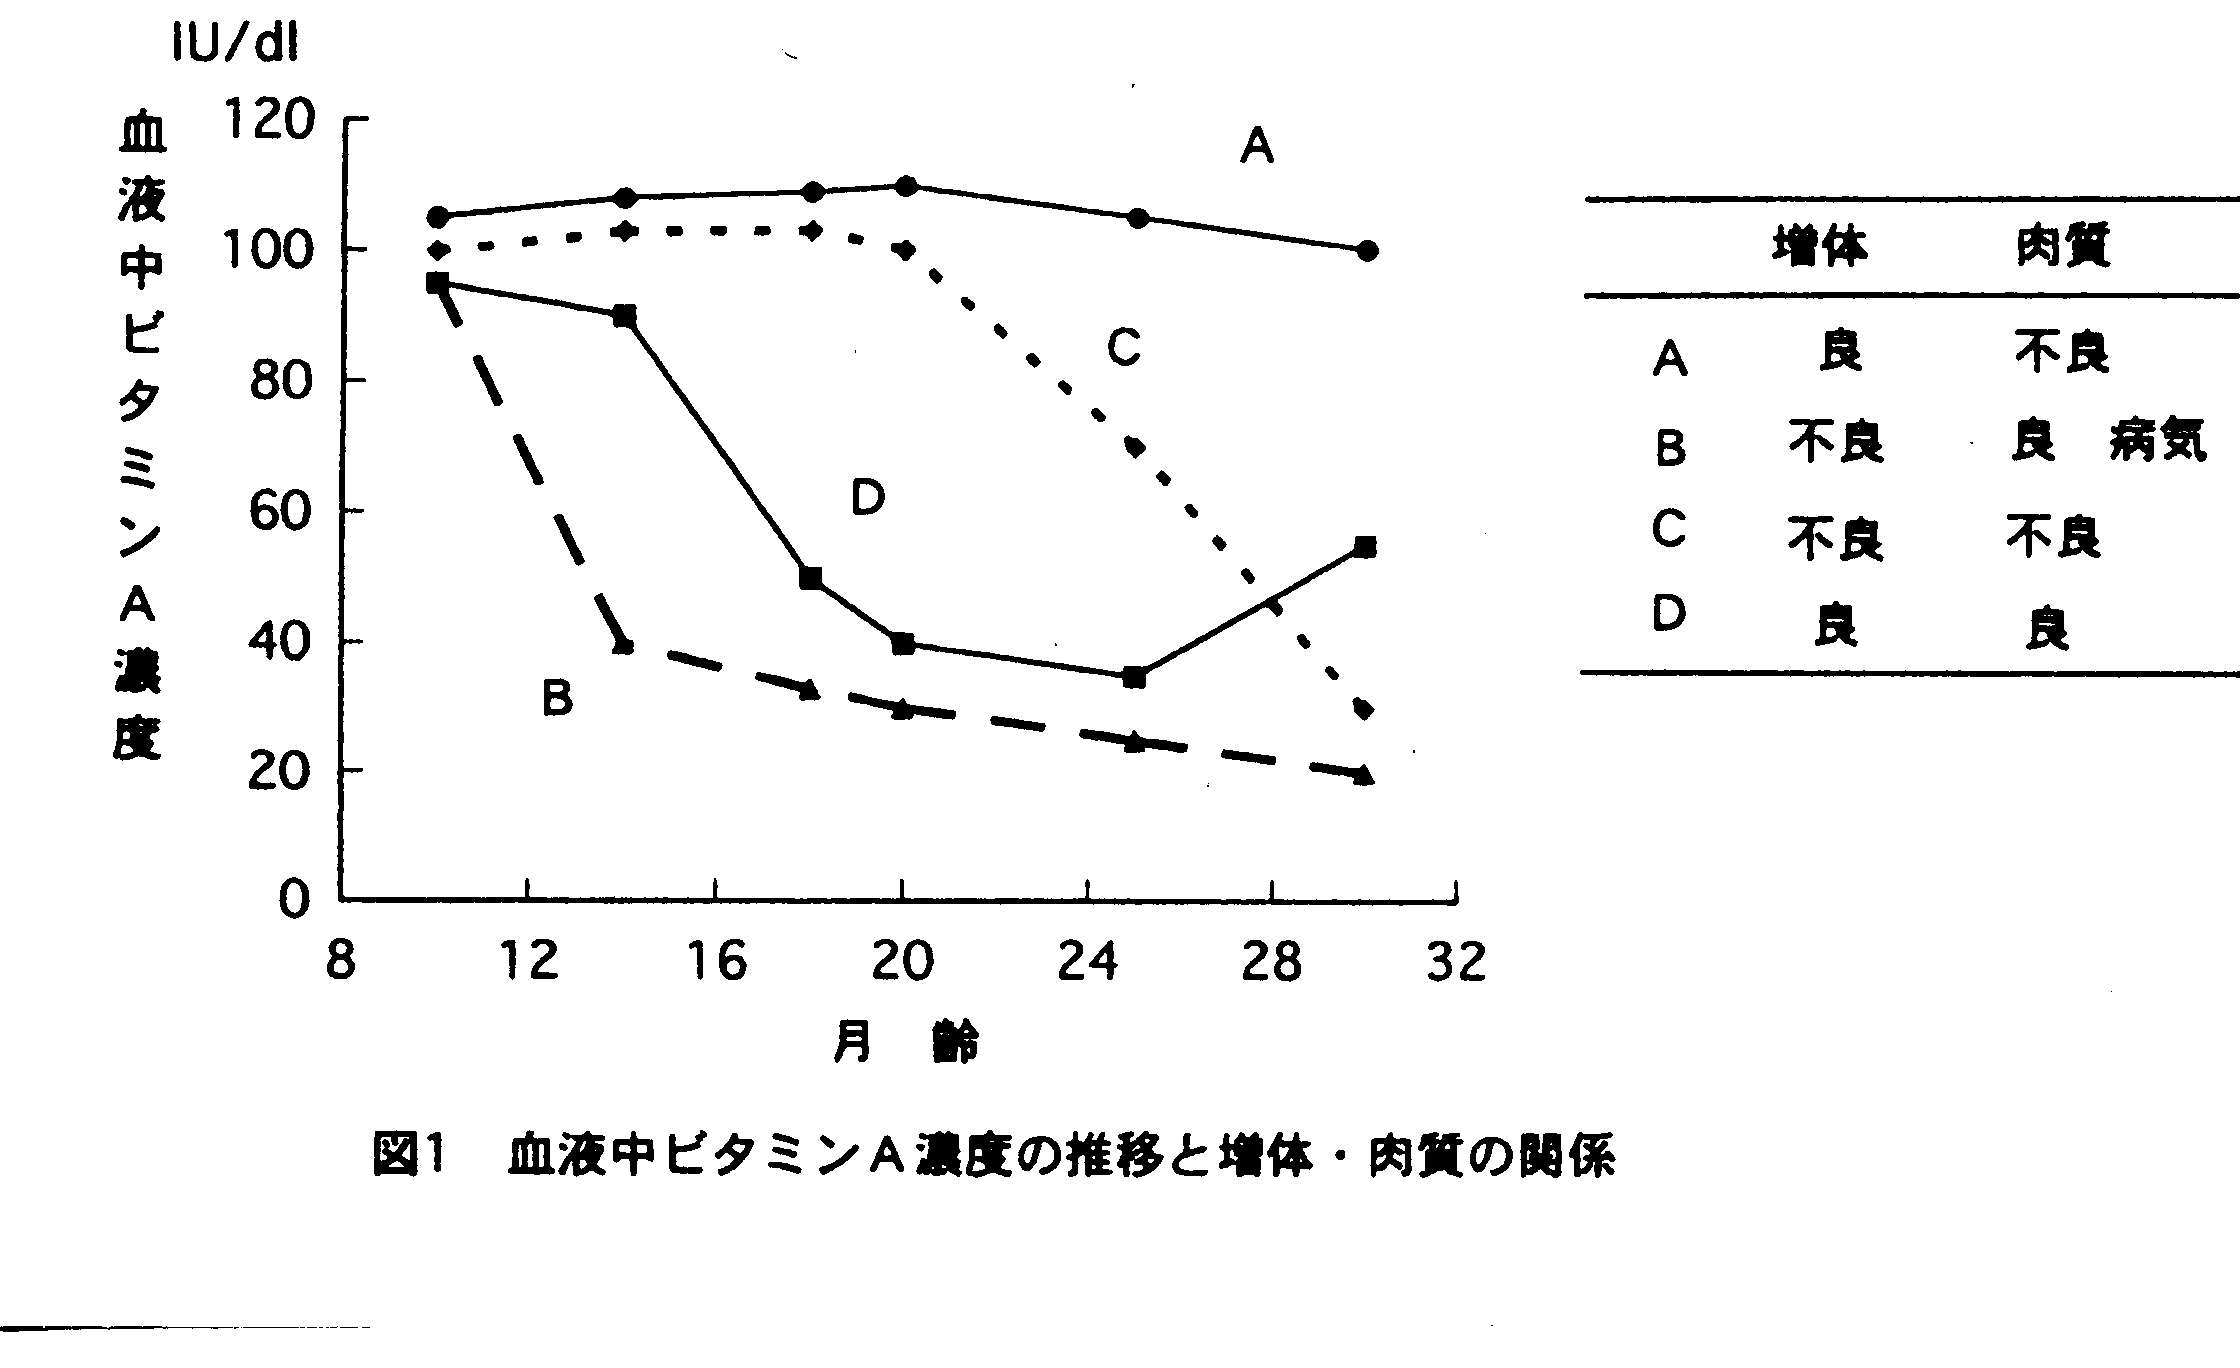 IU/dl
血液中ビタミンA濃度
120
100
80
60
40
20
0
A
C
D
B
8 12 16 20 24 28 32
月 齢
増体 肉質
A 良 不良
B 不良 良 病気
C 不良 不良
D 良 良
図1 血液中ビタミンA濃度の推移と増体・肉質の関係